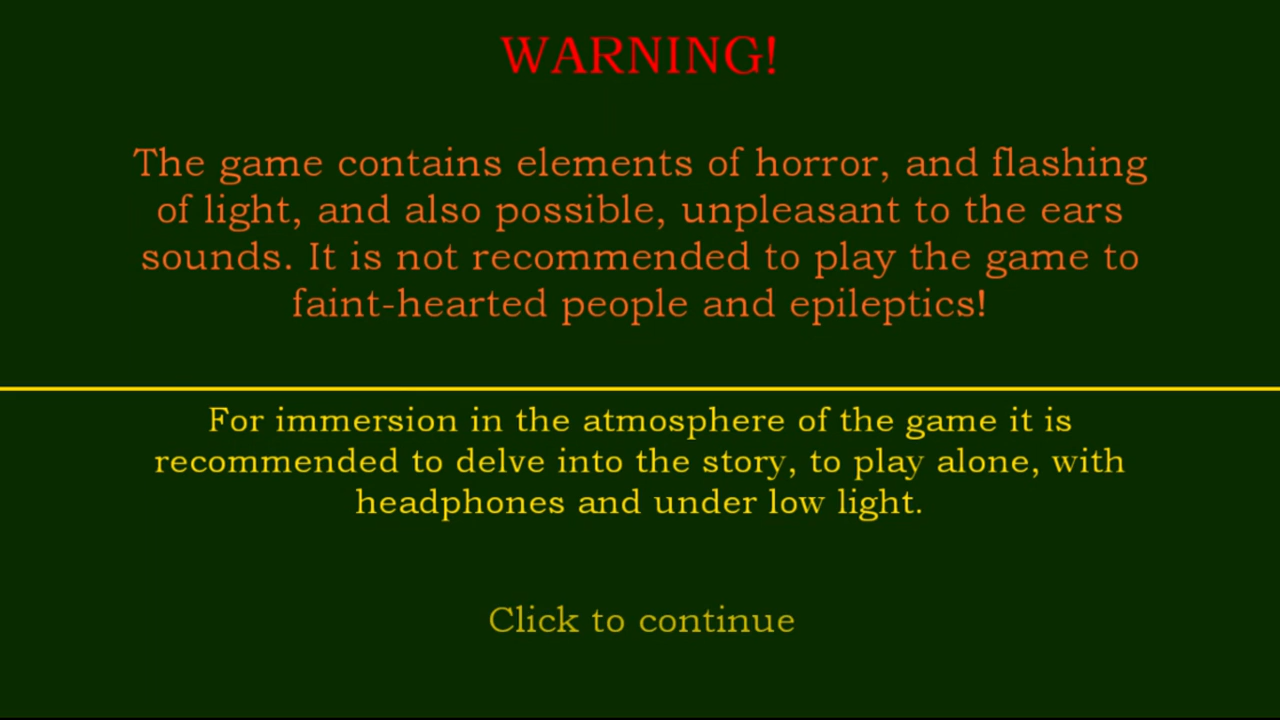 WARNING!
The game contains elements of horror, and flashing
of light, and also possible, unpleasant to the ears
sounds. It is not recommended to play the game to
faint-hearted people and epileptics!
For immersion in the atmosphere of the game it is
recommended to delve into the story, to play alone, with
headphones and under low light.
Click to continue